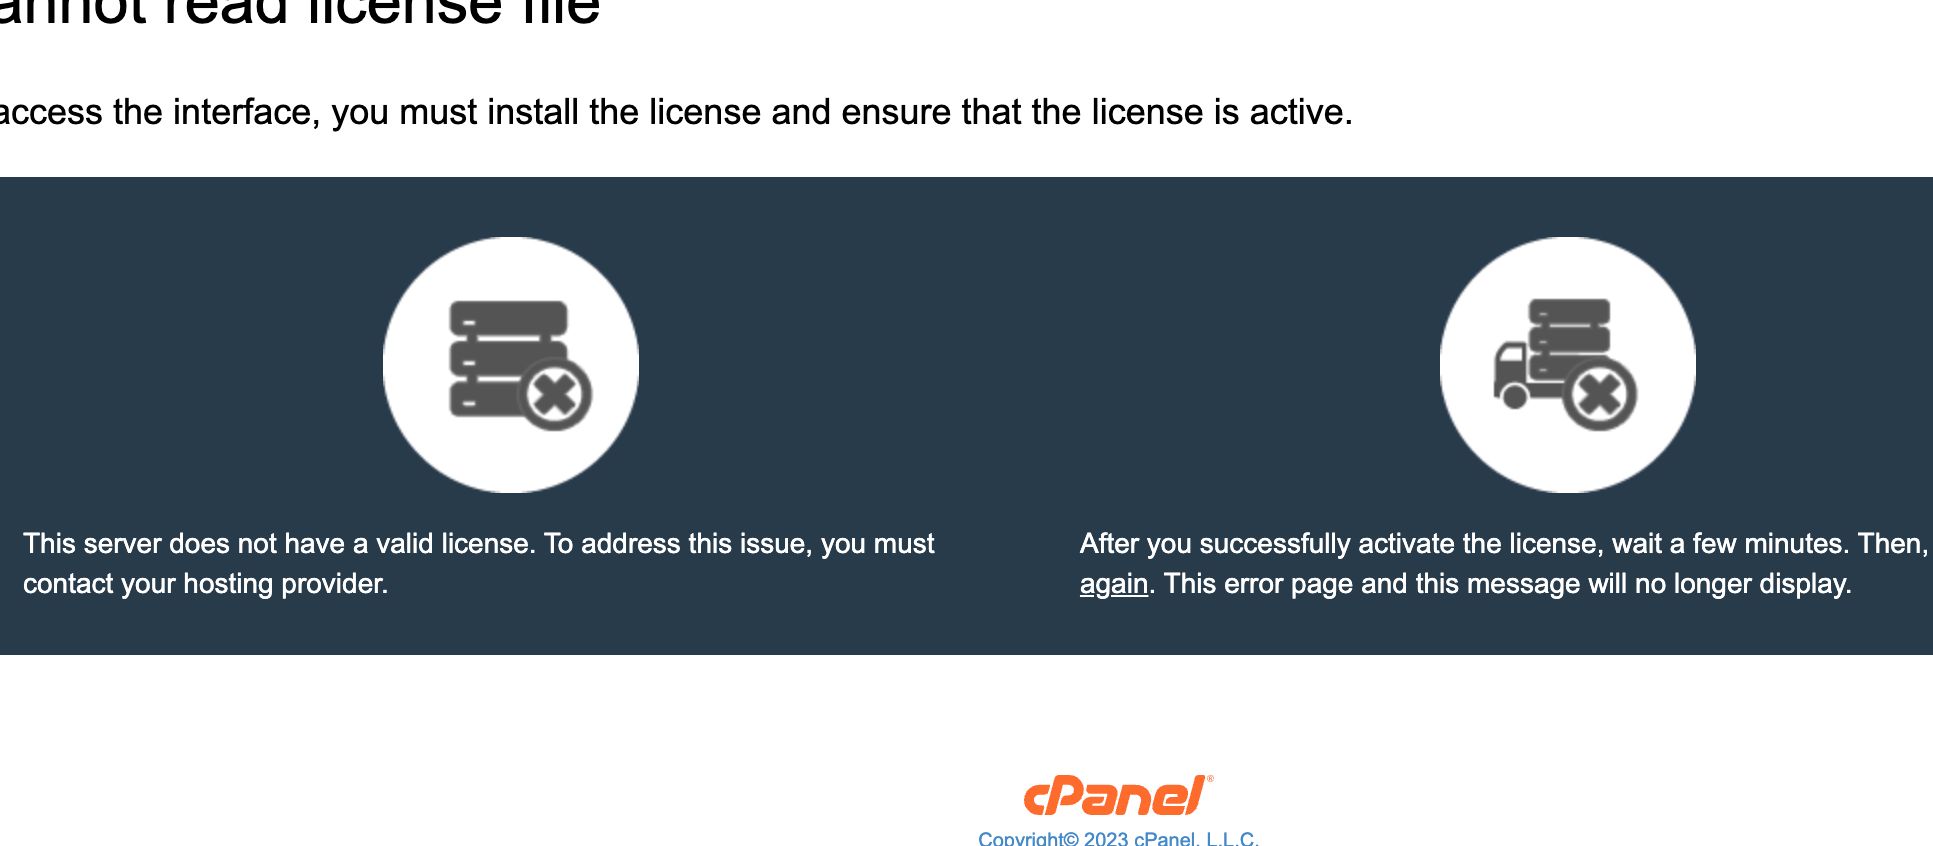 annot read license file
access the interface, you must install the license and ensure that the license is active.
This server does not have a valid license. To address this issue, you must
contact your hosting provider.
After you successfully activate the license, wait a few minutes. Then,
again. This error page and this message will no longer display.
cPanel®
Copyright© 2023 cPanel, L.L.C.